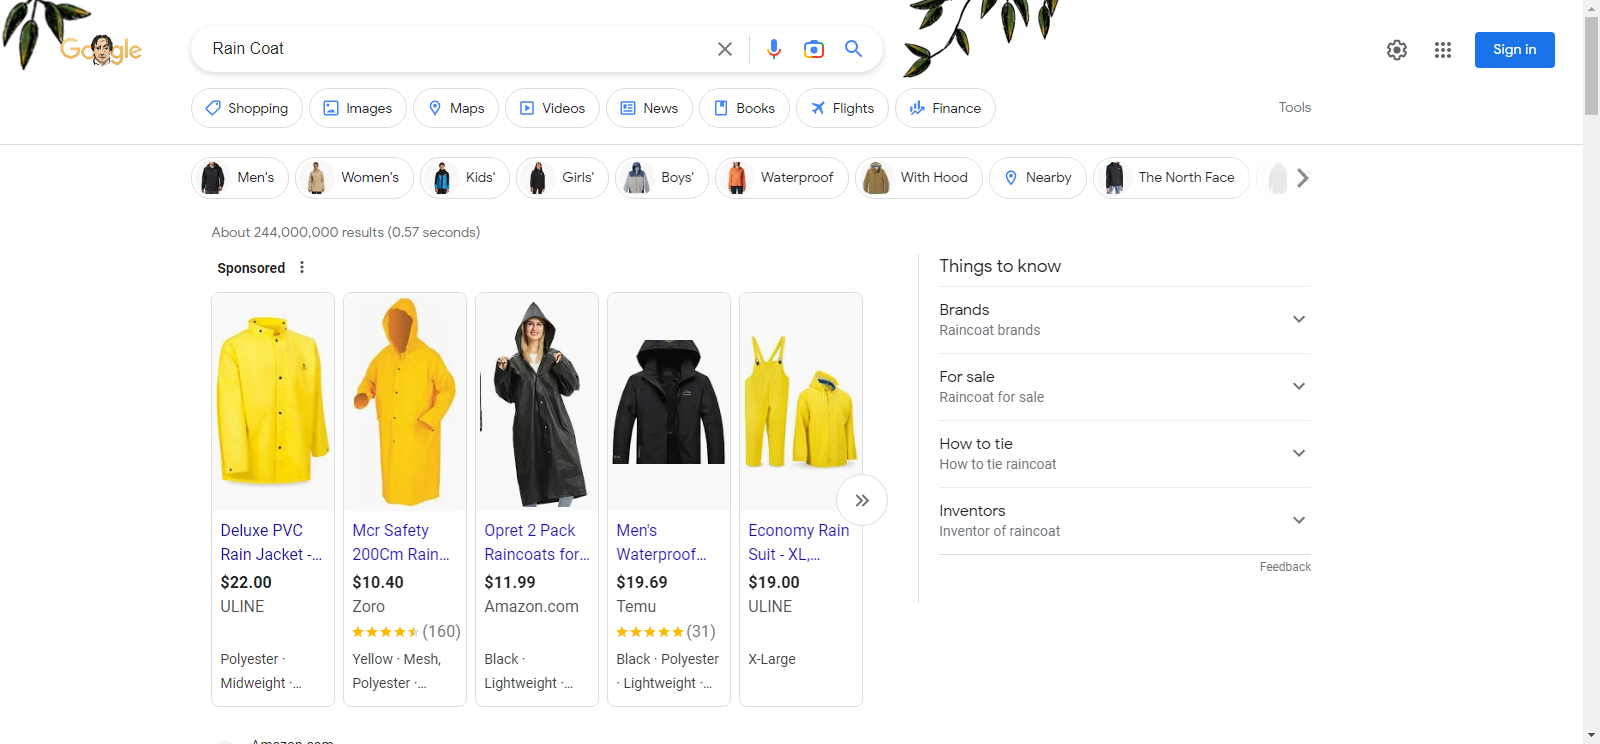 Google
Rain Coat
Sign in
Shopping
Images
Maps
Videos
News
Books
Flights
Finance
Tools
Men's
Women's
Kids'
Girls'
Boys'
Waterproof
With Hood
Nearby
The North Face
About 244,000,000 results (0.57 seconds)
Sponsored
Deluxe PVC
Rain Jacket -...
$22.00
ULINE
Polyester ·
Midweight ·...
Mcr Safety
200Cm Rain...
$10.40
Zoro
(160)
Yellow · Mesh,
Polyester ·...
Opret 2 Pack
Raincoats for...
$11.99
Amazon.com
Black ·
Lightweight ·...
Men's
Waterproof...
$19.69
Temu
(31)
Black · Polyester
· Lightweight ·...
Economy Rain
Suit - XL,...
$19.00
ULINE
X-Large
Things to know
Brands
Raincoat brands
For sale
Raincoat for sale
How to tie
How to tie raincoat
Inventors
Inventor of raincoat
Feedback
Amazon.com